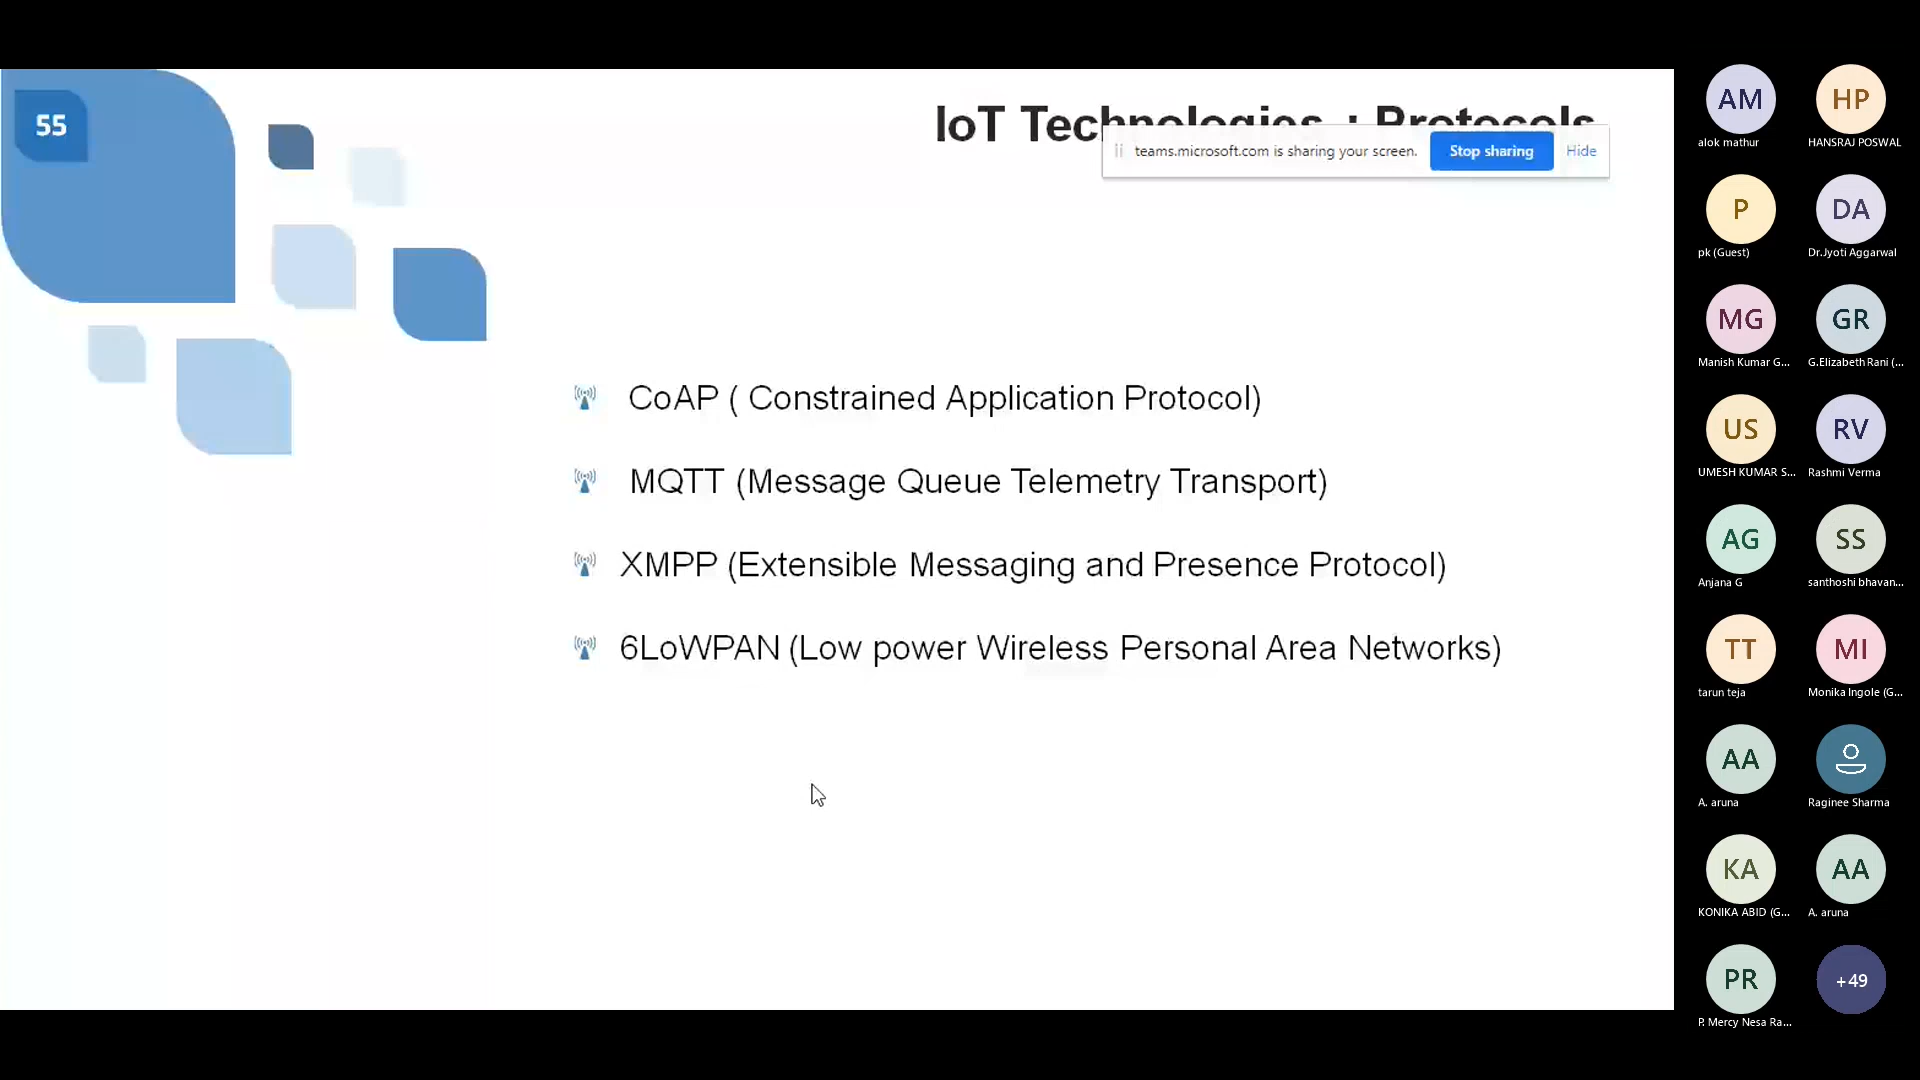 55
IoT Technologies : Protocols
teams.microsoft.com is sharing your screen. Stop sharing Hide
CoAP ( Constrained Application Protocol)
MQTT (Message Queue Telemetry Transport)
XMPP (Extensible Messaging and Presence Protocol)
6LoWPAN (Low power Wireless Personal Area Networks)
AM HP
alok mathur HANSRAJ POSWAL
P DA
pk (Guest) Dr.Jyoti Aggarwal
MG GR
Manish Kumar G... G.Elizabeth Rani (...
US RV
UMESH KUMAR S... Rashmi Verma
AG SS
Anjana G santhoshi bhavan...
TT MI
tarun teja Monika Ingole (G...
AA
A. aruna Raginee Sharma
KA AA
KONIKA ABID (G... A. aruna
PR +49
P. Mercy Nesa Ra...